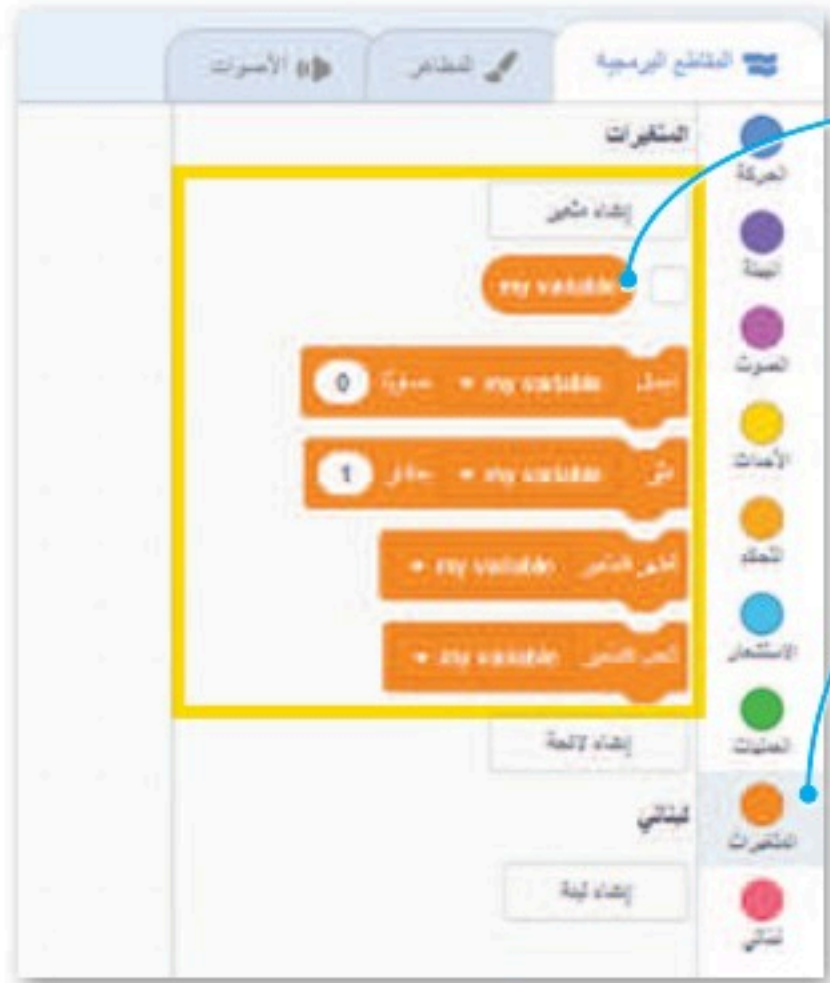 المقاطع البرمجية
المظاهر
الأصوات
الحركة
الهيئة
الصوت
الأحداث
التحكم
الاستشعار
العمليات
المتغيرات
لبناتي
المتغيرات
إنشاء متغير
my variable
اجعل my variable مساويًا 0
غيّر my variable بمقدار 1
أظهر المتغير my variable
أخف المتغير my variable
إنشاء لائحة
لبناتي
إنشاء لبنة